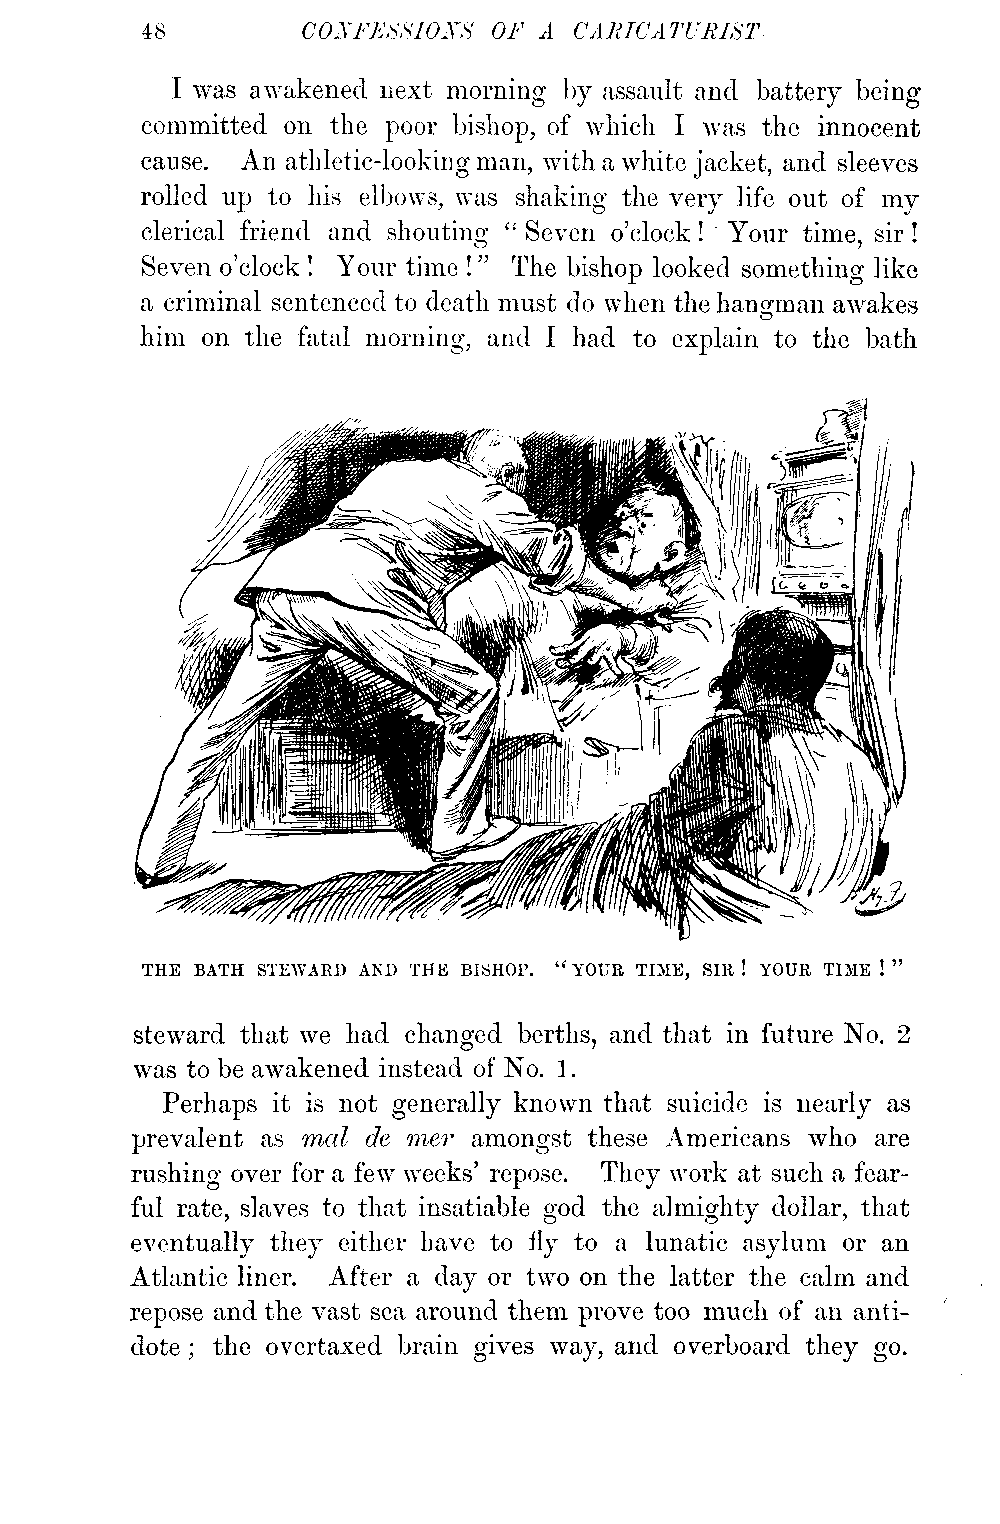 48 CONFESSIONS OF A CARICATURIST.
I was awakened next morning by assault and battery being
committed on the poor bishop, of which I was the innocent
cause. An athletic-looking man, with a white jacket, and sleeves
rolled up to his elbows, was shaking the very life out of my
clerical friend and shouting “Seven o’clock! Your time, sir!
Seven o’clock! Your time!” The bishop looked something like
a criminal sentenced to death must do when the hangman awakes
him on the fatal morning, and I had to explain to the bath
Hy. F.
THE BATH STEWARD AND THE BISHOP. “YOUR TIME, SIR! YOUR TIME!”
steward that we had changed berths, and that in future No. 2
was to be awakened instead of No. 1.
Perhaps it is not generally known that suicide is nearly as
prevalent as mal de mer amongst these Americans who are
rushing over for a few weeks’ repose. They work at such a fear-
ful rate, slaves to that insatiable god the almighty dollar, that
eventually they either have to fly to a lunatic asylum or an
Atlantic liner. After a day or two on the latter the calm and
repose and the vast sea around them prove too much of an anti-
dote; the overtaxed brain gives way, and overboard they go.